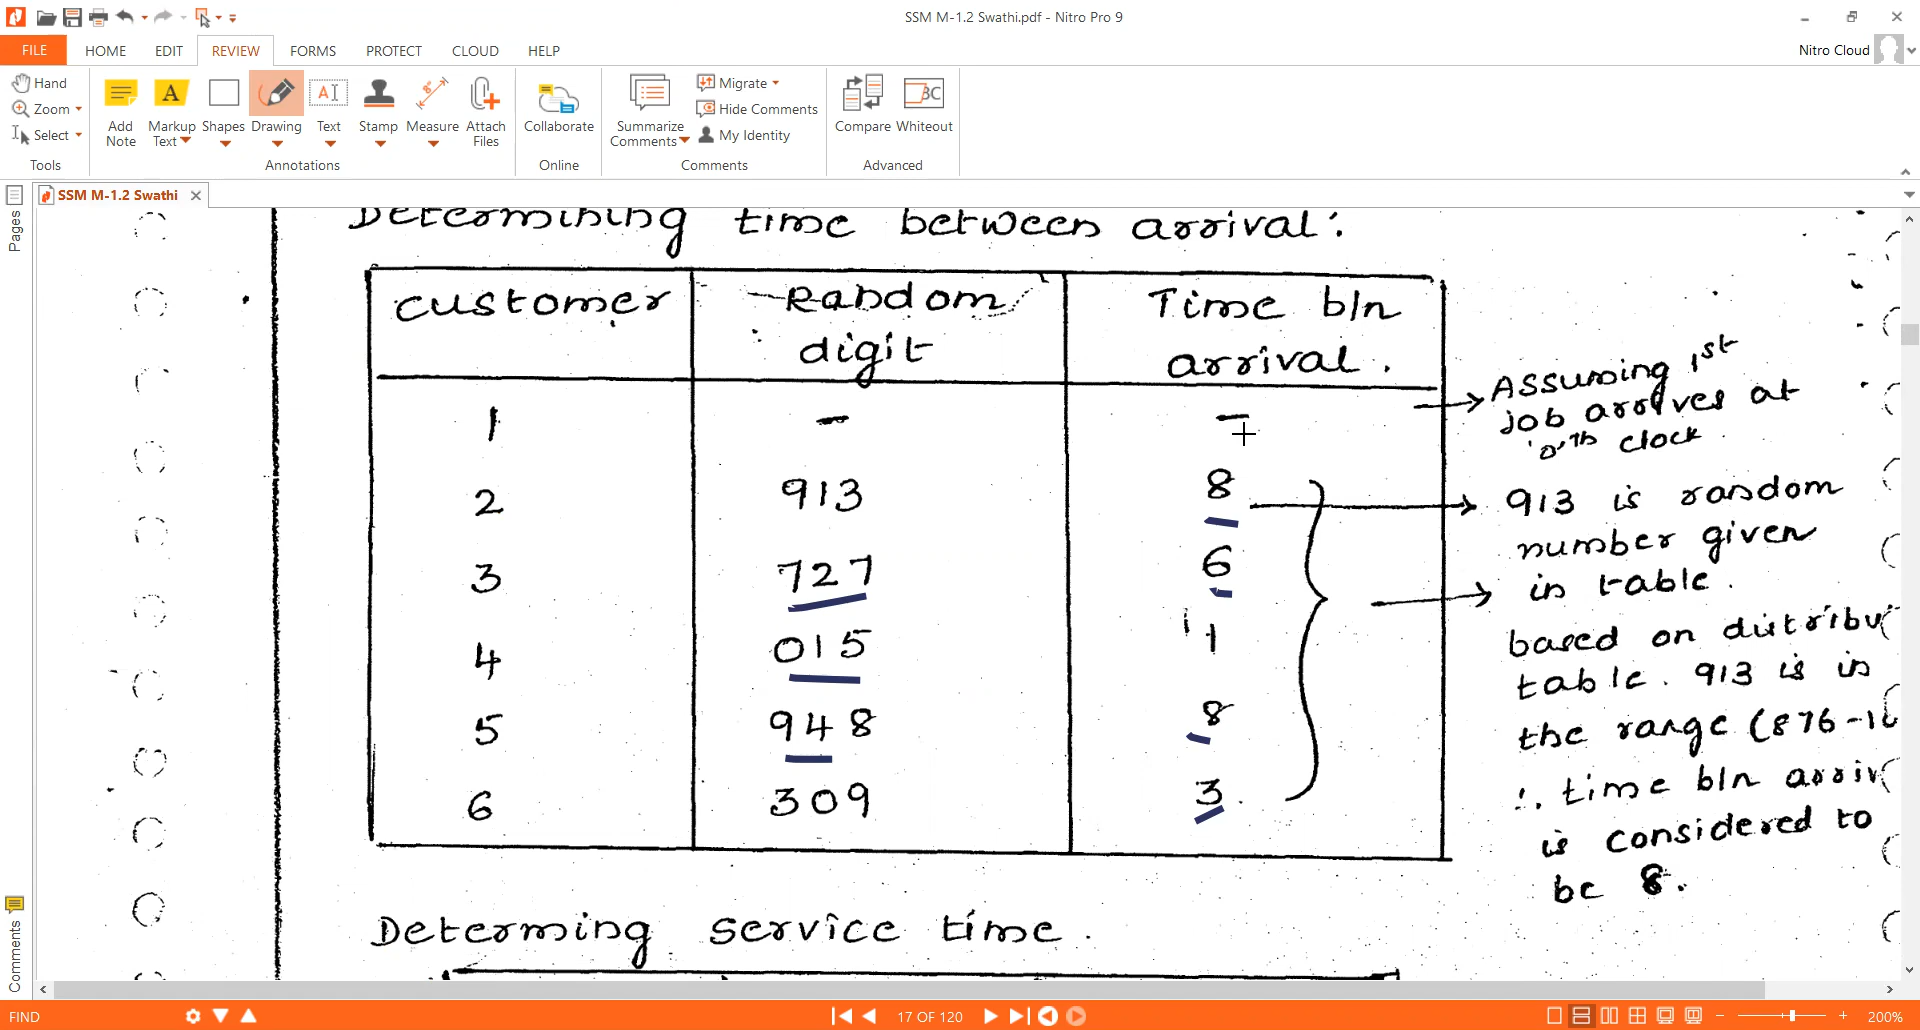 SSM M-1.2 Swathi.pdf - Nitro Pro 9
FILE HOME EDIT REVIEW FORMS PROTECT CLOUD HELP
Nitro Cloud
Hand
Zoom
Select
Tools
Add Note
Markup Text
Shapes
Drawing
Text
Stamp
Measure
Attach Files
Annotations
Collaborate
Online
Summarize Comments
Migrate
Hide Comments
My Identity
Comments
Compare
Whiteout
Advanced
SSM M-1.2 Swathi
Pages
Determining time between arrival:
customer Random digit Time b/n arrival.
1 - -
2 913 8
3 727 6
4 015 1
5 948 8
6 309 3.
Assuming 1st
job arrives at
'0'th clock
913 is random
number given
in table.
based on distribu
table. 913 is in
the range (876-10
∴ time b/n arriv
is considered to
be 8.
Determing service time.
Comments
FIND
17 OF 120
200%